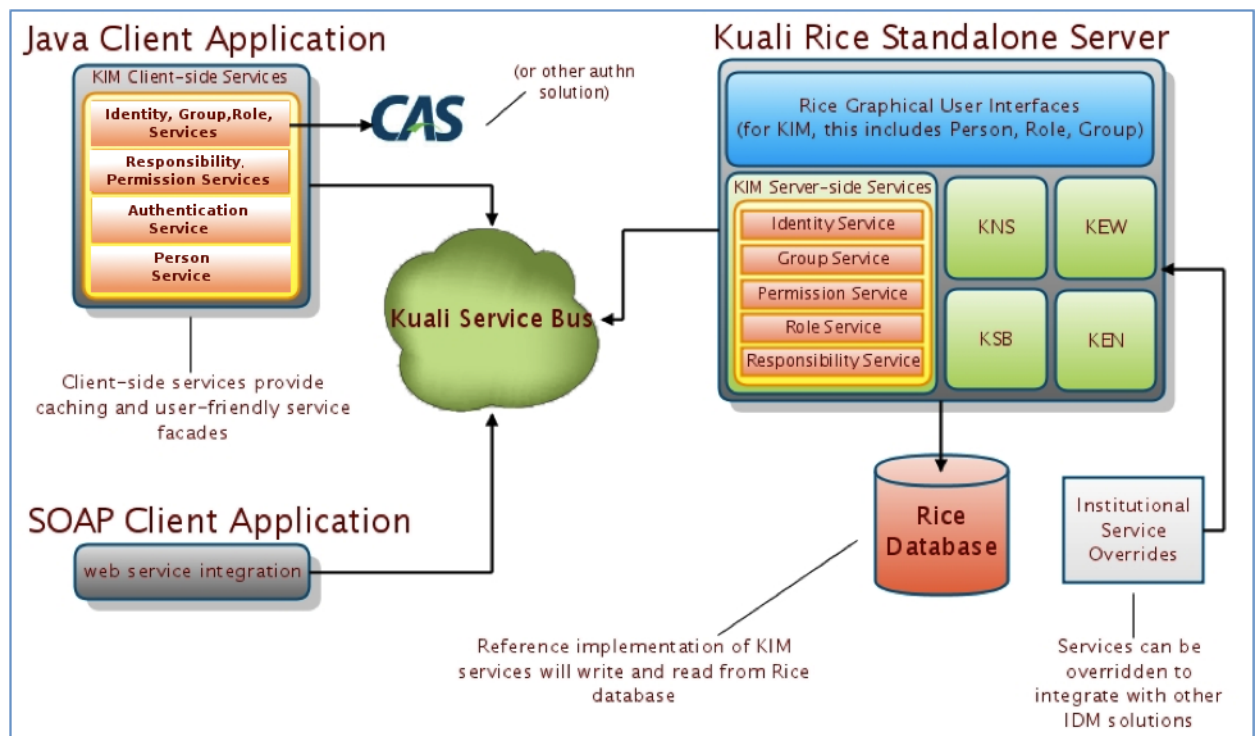 Java Client Application
KIM Client-side Services
Identity, Group,Role,
Services
Responsibility,
Permission Services
Authentication
Service
Person
Service
CAS
(or other authn
solution)
Client-side services provide
caching and user-friendly service
facades
Kuali Service Bus
SOAP Client Application
web service integration
Kuali Rice Standalone Server
Rice Graphical User Interfaces
(for KIM, this includes Person, Role, Group)
KIM Server-side Services
Identity Service
Group Service
Permission Service
Role Service
Responsibility Service
KNS
KEW
KSB
KEN
Rice
Database
Reference implementation of KIM
services will write and read from Rice
database
Institutional
Service
Overrides
Services can be
overridden to
integrate with other
IDM solutions